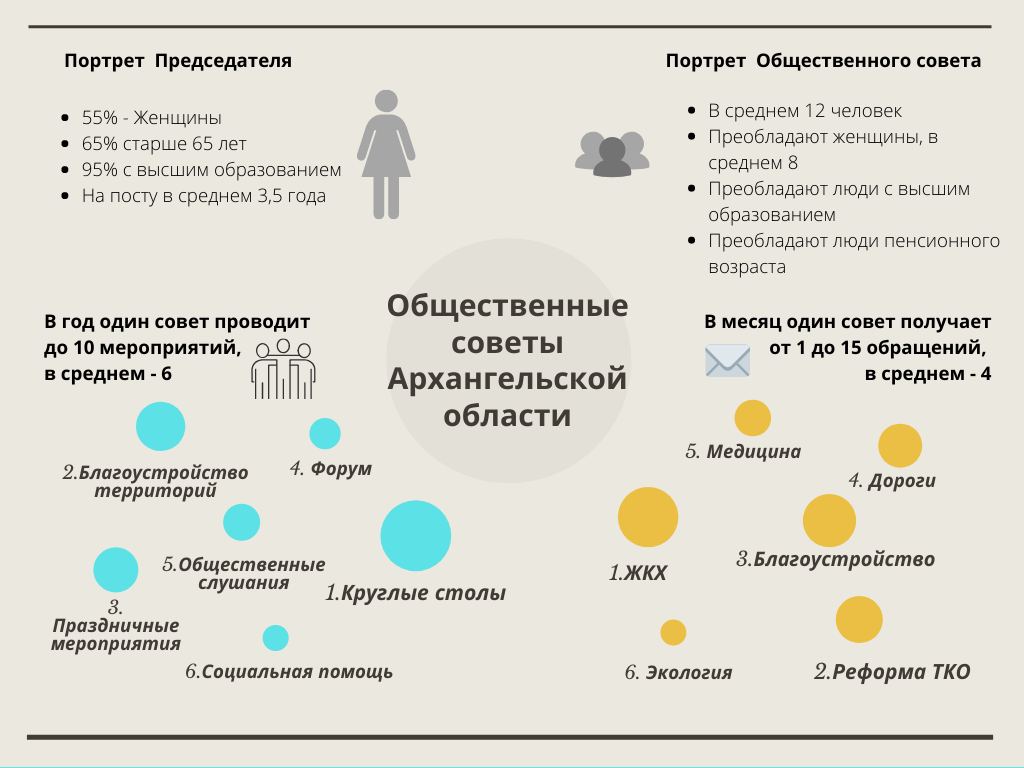 Портрет Председателя
55% - Женщины
65% старше 65 лет
95% с высшим образованием
На посту в среднем 3,5 года
Портрет Общественного совета
В среднем 12 человек
Преобладают женщины, в
среднем 8
Преобладают люди с высшим
образованием
Преобладают люди пенсионного
возраста
Общественные
советы
Архангельской
области
В год один совет проводит
до 10 мероприятий,
в среднем - 6
2.Благоустройство
территорий
4. Форум
5.Общественные
слушания
1.Круглые столы
3.
Праздничные
мероприятия
6.Социальная помощь
В месяц один совет получает
от 1 до 15 обращений,
в среднем - 4
5. Медицина
4. Дороги
3.Благоустройство
1.ЖКХ
6. Экология
2.Реформа ТКО